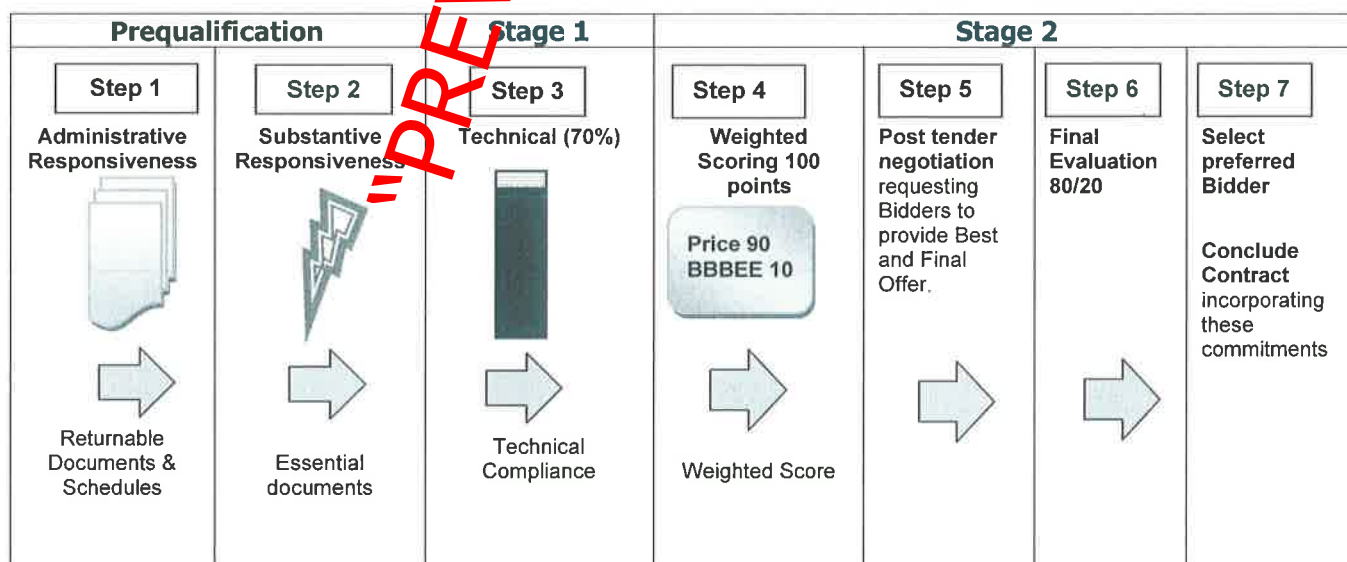 Prequalification
Stage 1
Stage 2
Step 1
Administrative
Responsiveness
Returnable
Documents &
Schedules
Step 2
Substantive
Responsiveness
Essential
documents
Step 3
Technical (70%)
Technical
Compliance
Step 4
Weighted
Scoring 100
points
Price 90
BBBEE 10
Weighted Score
Step 5
Post tender
negotiation
requesting
Bidders to
provide Best
and Final
Offer.
Step 6
Final
Evaluation
80/20
Step 7
Select
preferred
Bidder
Conclude
Contract
incorporating
these
commitments
"PRE